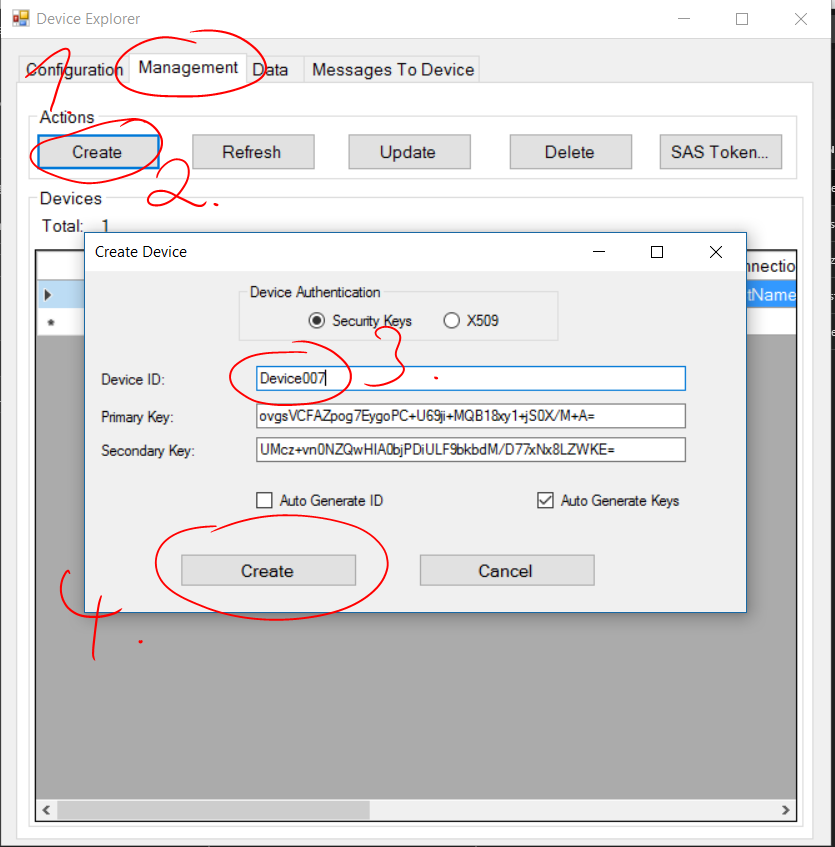 Device Explorer
Configuration Management Data Messages To Device
1.
Actions
Create Refresh Update Delete SAS Token...
2.
Devices
Total: 1
Create Device
Device Authentication
Security Keys X509
3.
Device ID: Device007
Primary Key: ovgsVCFAZpog7EygoPC+U69ji+MQB18xy1+jS0X/M+A=
Secondary Key: UMcz+vn0NZQwHIA0bjPDiULF9bkbdM/D77xNx8LZWKE=
Auto Generate ID Auto Generate Keys
Create Cancel
4.